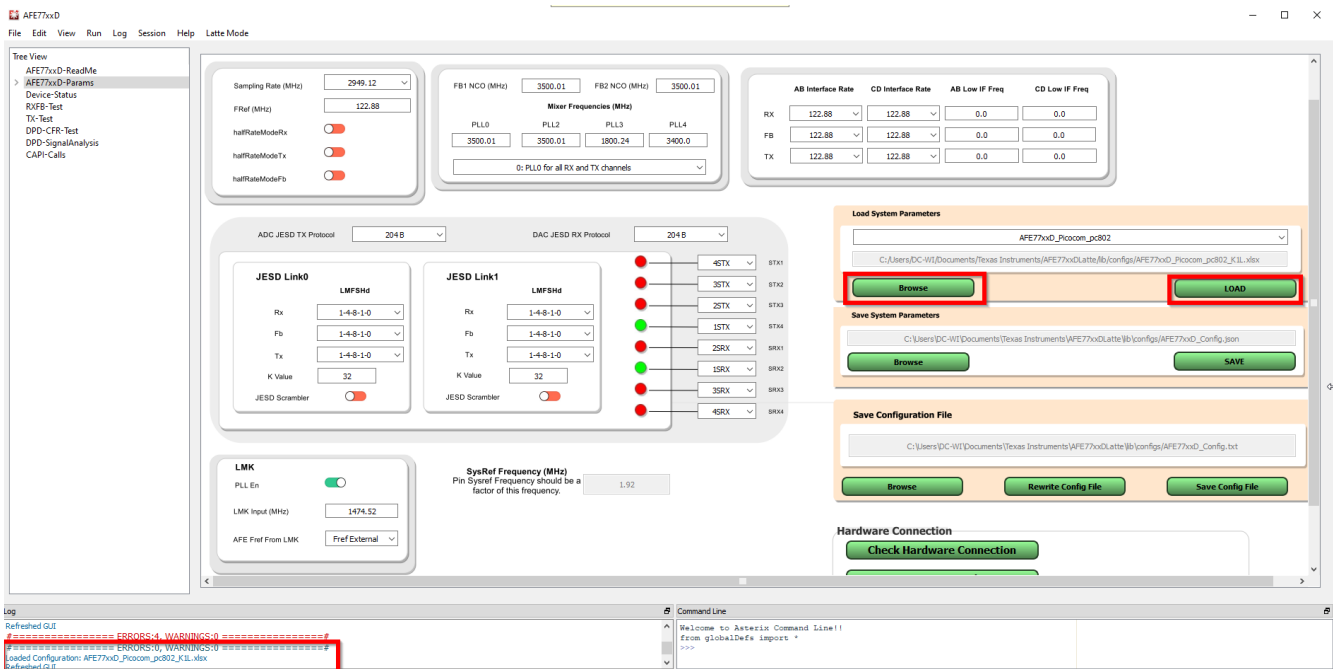 AFE77xxD
File Edit View Run Log Session Help Latte Mode
Tree View
AFE77xxD-ReadMe
AFE77xxD-Params
Device-Status
RXFB-Test
TX-Test
DPD-CFR-Test
DPD-SignalAnalysis
CAPI-Calls
Sampling Rate (MHz) 2949.12
FRef (MHz) 122.88
halfRateModeRx
halfRateModeTx
halfRateModeFb
FB1 NCO (MHz) 3500.01 FB2 NCO (MHz) 3500.01
Mixer Frequencies (MHz)
PLL0 PLL2 PLL3 PLL4
3500.01 3500.01 1800.24 3400.0
0: PLL0 for all RX and TX channels
AB Interface Rate CD Interface Rate AB Low IF Freq CD Low IF Freq
RX 122.88 122.88 0.0 0.0
FB 122.88 122.88 0.0 0.0
TX 122.88 122.88 0.0 0.0
ADC JESD TX Protocol 204B DAC JESD RX Protocol 204B
JESD Link0
LMFSHd
Rx 1-4-8-1-0
Fb 1-4-8-1-0
Tx 1-4-8-1-0
K Value 32
JESD Scrambler
JESD Link1
LMFSHd
Rx 1-4-8-1-0
Fb 1-4-8-1-0
Tx 1-4-8-1-0
K Value 32
JESD Scrambler
4STX STX1
3STX STX2
2STX STX3
1STX STX4
2SRX SRX1
1SRX SRX2
3SRX SRX3
4SRX SRX4
Load System Parameters
AFE77xxD_Picocom_pc802
C:/Users/DC-WI/Documents/Texas Instruments/AFE77xxDLatte/lib/configs/AFE77xxD_Picocom_pc802_K1L.xlsx
Browse LOAD
Save System Parameters
C:\Users\DC-WI\Documents\Texas Instruments\AFE77xxDLatte\lib\configs/AFE77xxD_Config.json
Browse SAVE
Save Configuration File
C:\Users\DC-WI\Documents\Texas Instruments\AFE77xxDLatte\lib\configs/AFE77xxD_Config.txt
Browse Rewrite Config File Save Config File
LMK
PLL En
LMK Input (MHz) 1474.52
AFE Fref From LMK Fref External
SysRef Frequency (MHz)
Pin Sysref Frequency should be a
factor of this frequency.
1.92
Hardware Connection
Check Hardware Connection
Log
Refreshed GUI
#================ ERRORS:4, WARNINGS:0 ================#
#================ ERRORS:0, WARNINGS:0 ================#
Loaded Configuration: AFE77xxD_Picocom_pc802_K1L.xlsx
Refreshed GUI
Command Line
Welcome to Asterix Command Line!!
from globalDefs import *
>>>